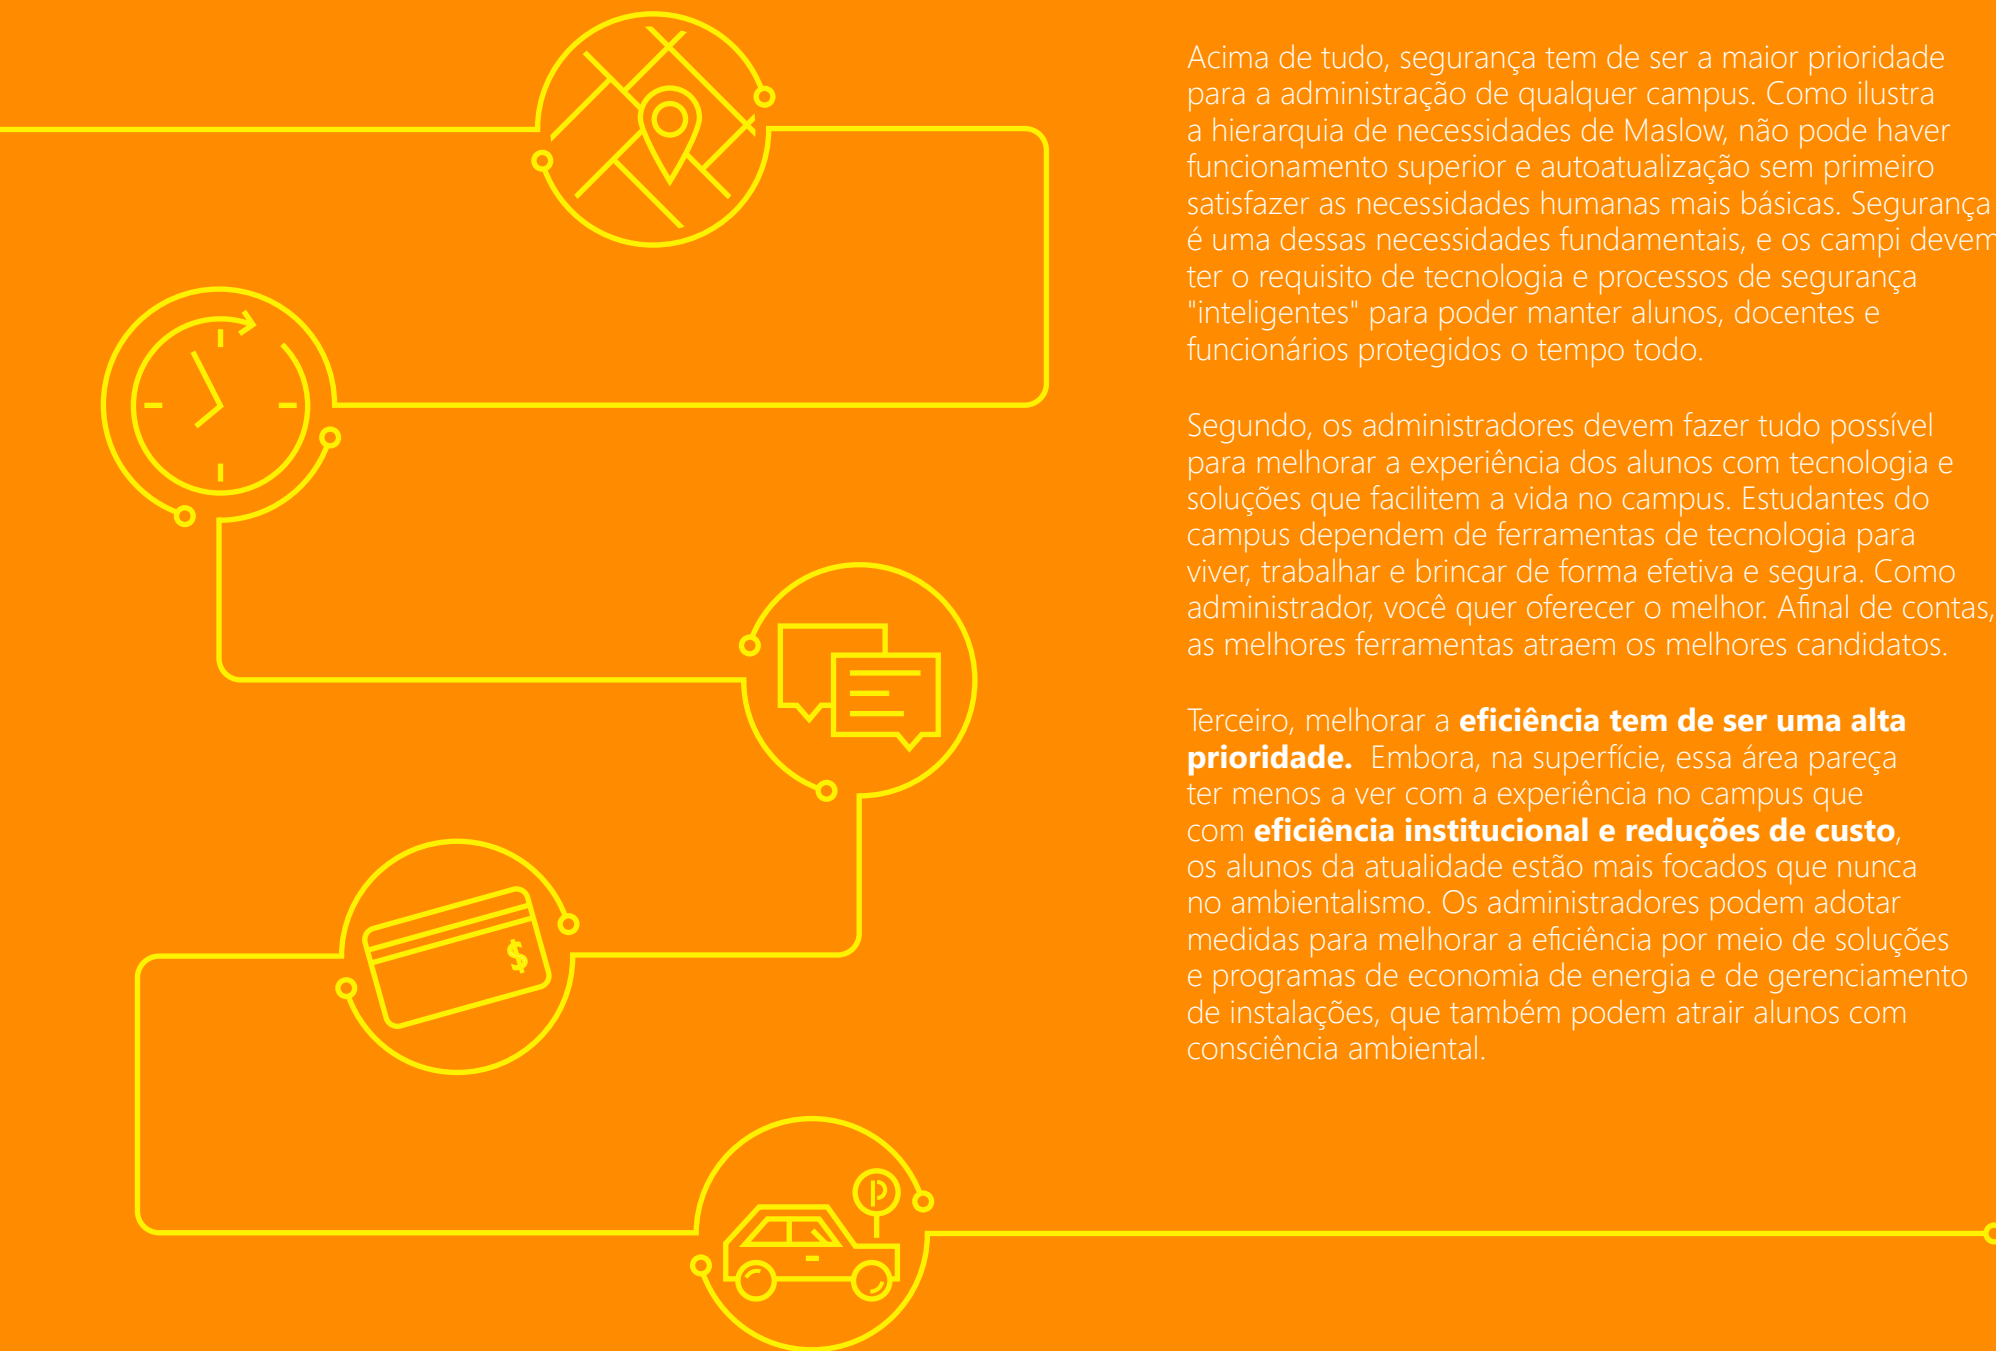 Acima de tudo, segurança tem de ser a maior prioridade
para a administração de qualquer campus. Como ilustra
a hierarquia de necessidades de Maslow, não pode haver
funcionamento superior e autoatualização sem primeiro
satisfazer as necessidades humanas mais básicas. Segurança
é uma dessas necessidades fundamentais, e os campi devem
ter o requisito de tecnologia e processos de segurança
"inteligentes" para poder manter alunos, docentes e
funcionários protegidos o tempo todo.
Segundo, os administradores devem fazer tudo possível
para melhorar a experiência dos alunos com tecnologia e
soluções que facilitem a vida no campus. Estudantes do
campus dependem de ferramentas de tecnologia para
viver, trabalhar e brincar de forma efetiva e segura. Como
administrador, você quer oferecer o melhor. Afinal de contas,
as melhores ferramentas atraem os melhores candidatos.
Terceiro, melhorar a eficiência tem de ser uma alta
prioridade. Embora, na superfície, essa área pareça
ter menos a ver com a experiência no campus que
com eficiência institucional e reduções de custo,
os alunos da atualidade estão mais focados que nunca
no ambientalismo. Os administradores podem adotar
medidas para melhorar a eficiência por meio de soluções
e programas de economia de energia e de gerenciamento
de instalações, que também podem atrair alunos com
consciência ambiental.
$
P